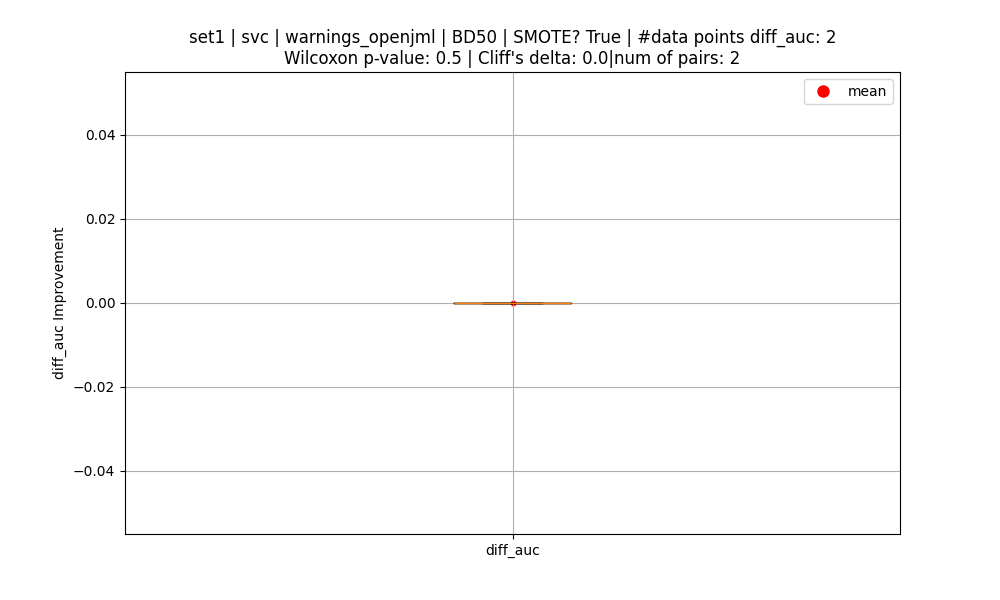 set1 | svc | warnings_openjml | BD50 | SMOTE? True | #data points diff_auc: 2
Wilcoxon p-value: 0.5 | Cliff's delta: 0.0|num of pairs: 2
mean
0.04
0.02
0.00
−0.02
−0.04
diff_auc Improvement
diff_auc